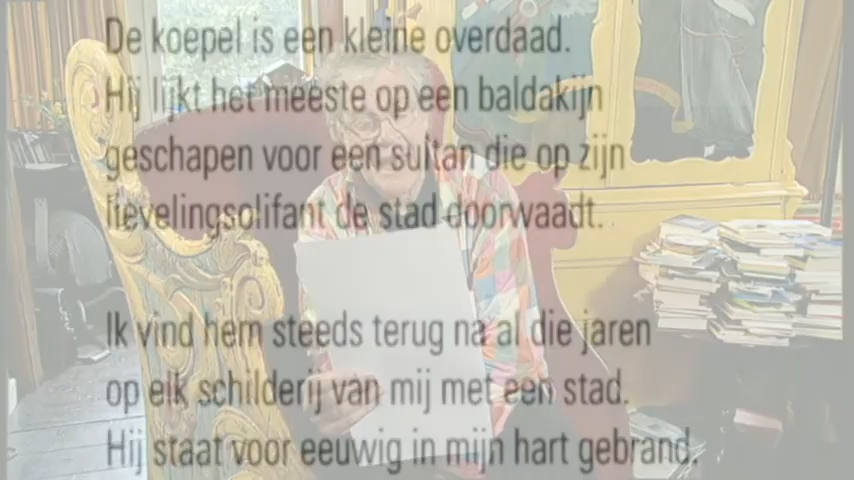 De koepel is een kleine overdaad.
Hij lijkt het meeste op een baldakijn
geschapen voor een sultan die op zijn
lievelingsolifant de stad doorwaadt.
Ik vind hem steeds terug na al die jaren
op elk schilderij van mij met een stad.
Hij staat voor eeuwig in mijn hart gebrand.